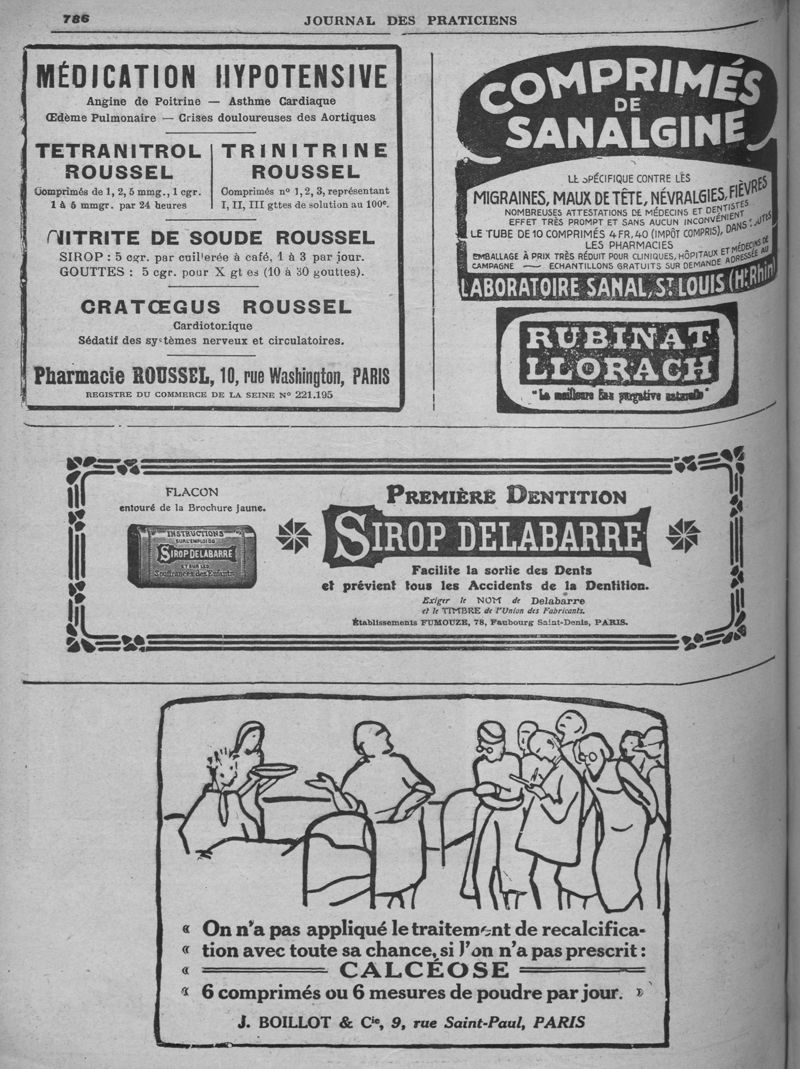 786
JOURNAL DES PRATICIENS
MÉDICATION HYPOTENSIVE
Angine de Poitrine — Asthme Cardiaque
Œdème Pulmonaire — Crises douloureuses des Aortiques
TETRANITROL
ROUSSEL
Comprimés de 1, 2, 5 mmg., 1 cgr.
1 à 5 mmgr. par 24 heures
TRINITRINE
ROUSSEL
Comprimés nº 1, 2, 3, représentant
I, II, III gttes de solution au 100e.
NITRITE DE SOUDE ROUSSEL
SIROP : 5 cgr. par cuillerée à café, 1 à 3 par jour.
GOUTTES : 5 cgr. pour X gttes (10 à 30 gouttes).
CRATŒGUS ROUSSEL
Cardiotonique
Sédatif des systèmes nerveux et circulatoires.
Pharmacie ROUSSEL, 10, rue Washington, PARIS
REGISTRE DU COMMERCE DE LA SEINE Nº 221.195
COMPRIMÉS
DE
SANALGINE
LE SPÉCIFIQUE CONTRE LES
MIGRAINES, MAUX DE TÊTE, NÉVRALGIES, FIÈVRES
NOMBREUSES ATTESTATIONS DE MÉDECINS ET DENTISTES
EFFET TRÈS PROMPT ET SANS AUCUN INCONVÉNIENT
LE TUBE DE 10 COMPRIMÉS 4 FR. 40 (IMPÔT COMPRIS), DANS TOUTES
LES PHARMACIES
EMBALLAGE À PRIX TRÈS RÉDUIT POUR CLINIQUES, HÔPITAUX ET MÉDECINS DE
CAMPAGNE — ECHANTILLONS GRATUITS SUR DEMANDE ADRESSÉE AU
LABORATOIRE SANAL, ST LOUIS (Ht Rhin)
RUBINAT
LLORACH
"La meilleure Eau purgative naturelle"
FLACON
entouré de la Brochure jaune.
INSTRUCTIONS
SUR L'EMPLOI DU
SIROP DELABARRE
ET SUR LES
Souffrances des Enfants
PREMIÈRE DENTITION
SIROP DELABARRE
Facilite la sortie des Dents
et prévient tous les Accidents de la Dentition.
Exiger le NOM de Delabarre
et le TIMBRE de l'Union des Fabricants.
Établissements FUMOUZE, 78, Faubourg Saint-Denis, PARIS.
« On n'a pas appliqué le traitement de recalcifica-
« tion avec toute sa chance, si l'on n'a pas prescrit :
« CALCÉOSE
« 6 comprimés ou 6 mesures de poudre par jour. »
J. BOILLOT & Cie, 9, rue Saint-Paul, PARIS